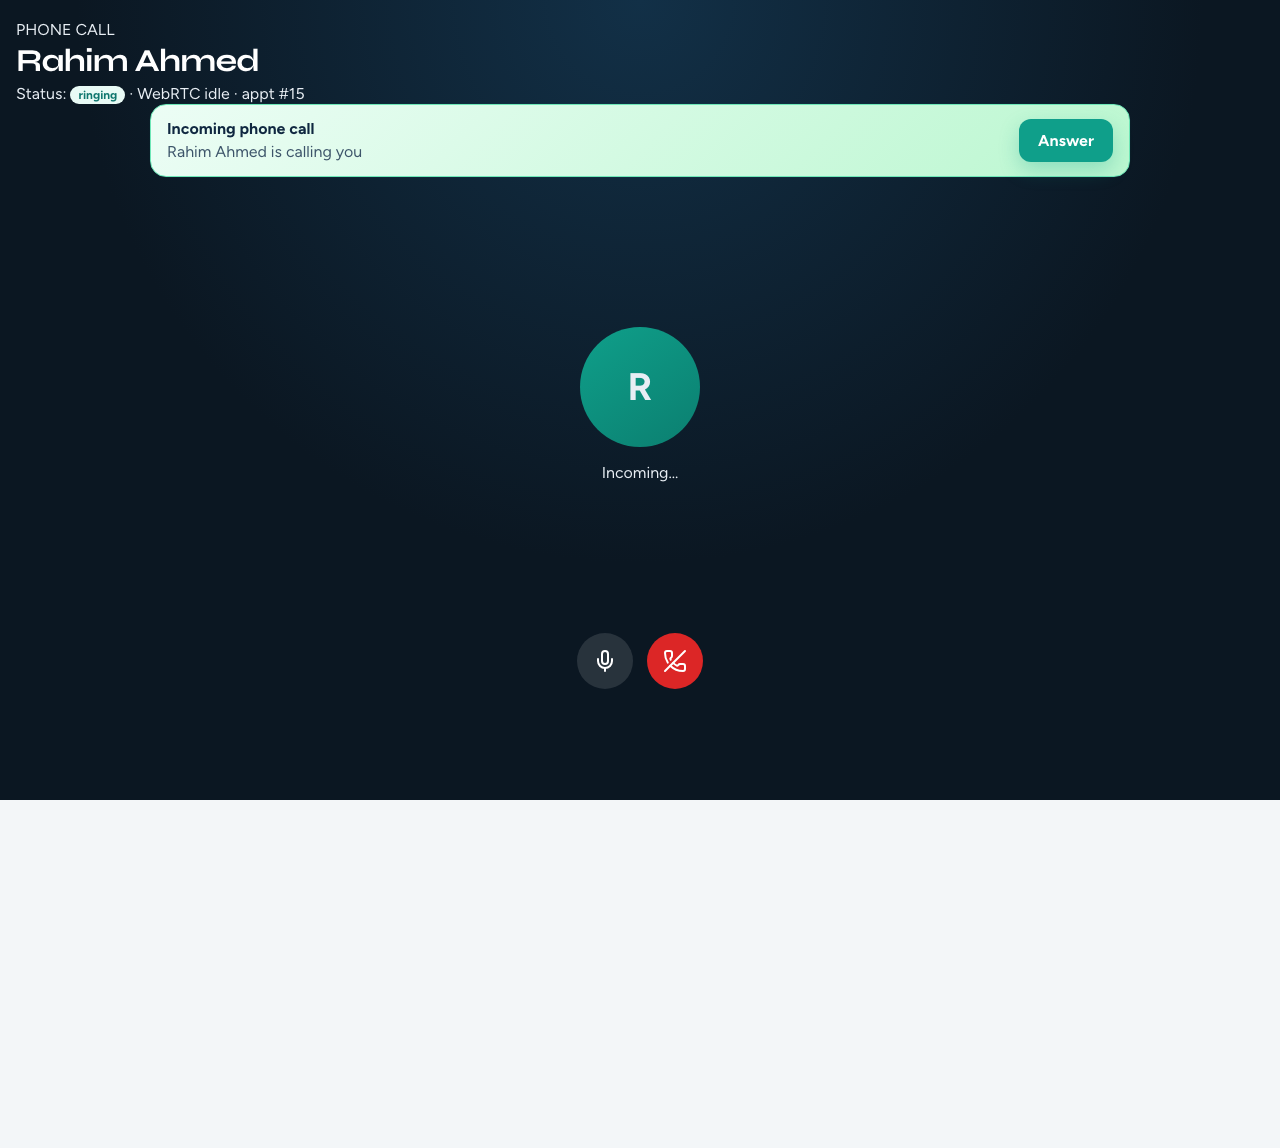 PHONE CALL
Rahim Ahmed
Status: ringing · WebRTC idle · appt #15
Incoming phone call
Rahim Ahmed is calling you
Answer
R
Incoming...